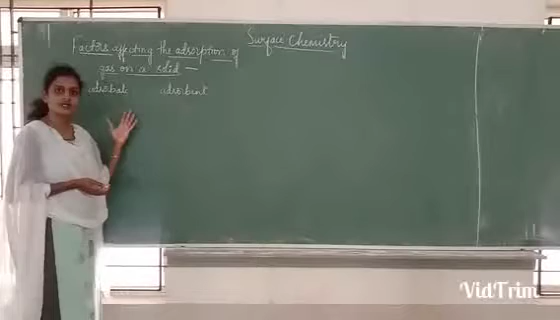 Surface Chemistry
Factors affecting the adsorption of
gas on a solid —
adsorbate adsorbent
VidTrim